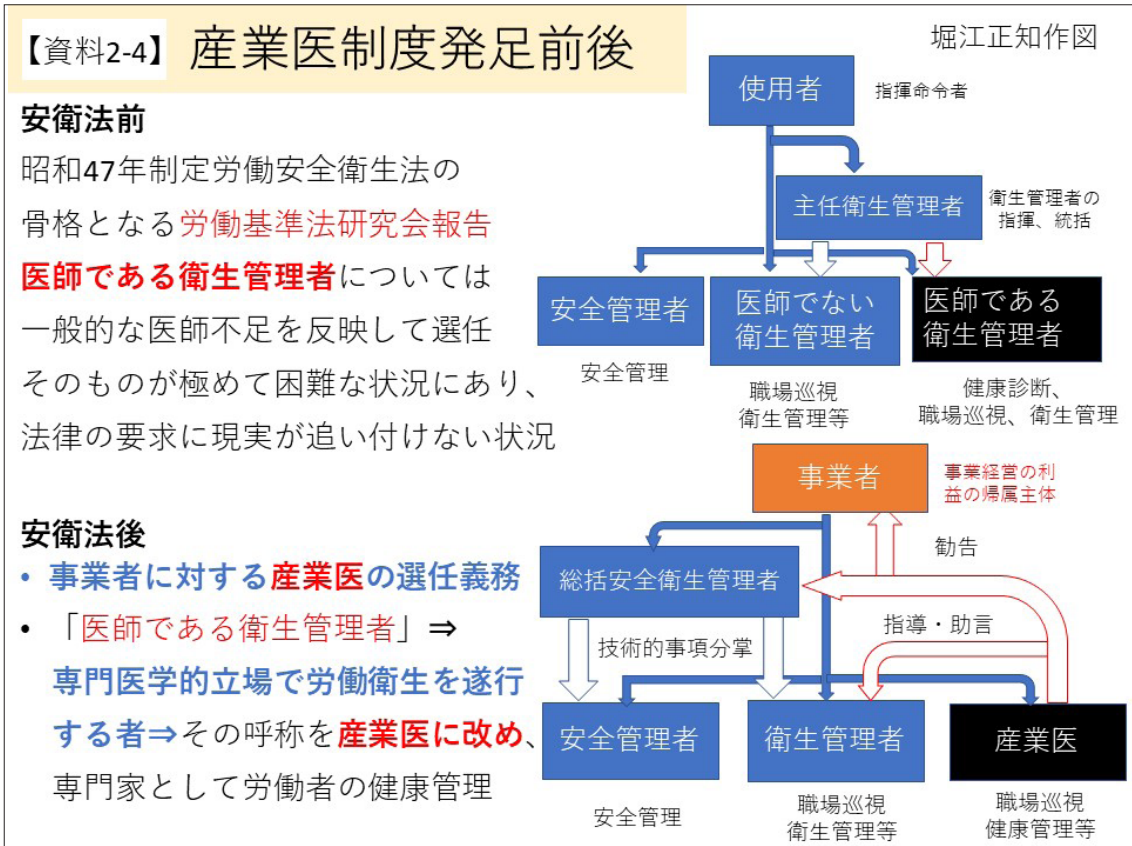 【資料2-4】 産業医制度発足前後
堀江正知作図
安衛法前
昭和47年制定労働安全衛生法の
骨格となる労働基準法研究会報告
医師である衛生管理者については
一般的な医師不足を反映して選任
そのものが極めて困難な状況にあり、
法律の要求に現実が追い付けない状況
使用者
指揮命令者
主任衛生管理者
衛生管理者の
指揮、統括
安全管理者
医師でない
衛生管理者
医師である
衛生管理者
安全管理
職場巡視
衛生管理等
健康診断、
職場巡視、衛生管理
安衛法後
• 事業者に対する産業医の選任義務
• 「医師である衛生管理者」⇒
専門医学的立場で労働衛生を遂行
する者⇒その呼称を産業医に改め、
専門家として労働者の健康管理
事業者
事業経営の利
益の帰属主体
勧告
総括安全衛生管理者
指導・助言
技術的事項分掌
安全管理者
衛生管理者
産業医
安全管理
職場巡視
衛生管理等
職場巡視
健康管理等